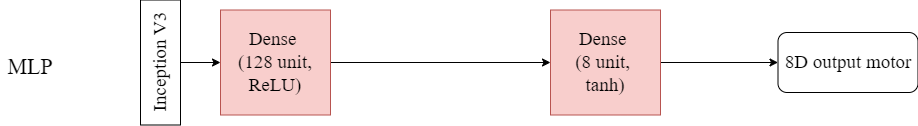 MLP
Inception V3
Dense
(128 unit,
ReLU)
Dense
(8 unit,
tanh)
8D output motor